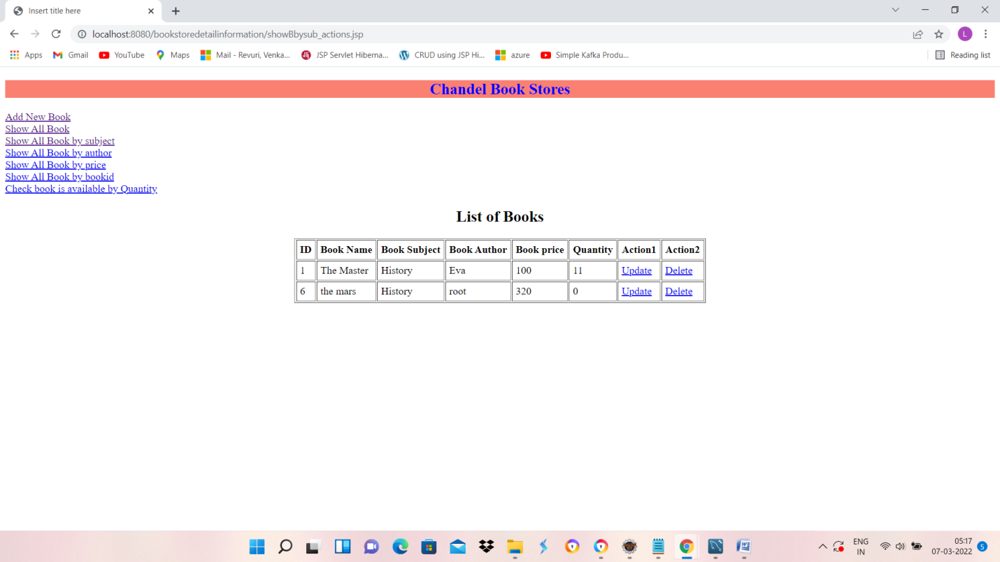 Insert title here
localhost:8080/bookstoredetailinformation/showBbysub_actions.jsp
L
Apps Gmail YouTube Maps Mail - Revuri, Venka... JSP Servlet Hiberna... CRUD using JSP Hi... azure Simple Kafka Produ... Reading list
Chandel Book Stores
Add New Book
Show All Book
Show All Book by subject
Show All Book by author
Show All Book by price
Show All Book by bookid
Check book is available by Quantity
List of Books
ID Book Name Book Subject Book Author Book price Quantity Action1 Action2
1 The Master History Eva 100 11 Update Delete
6 the mars History root 320 0 Update Delete
ENG 05:17
IN 07-03-2022 5